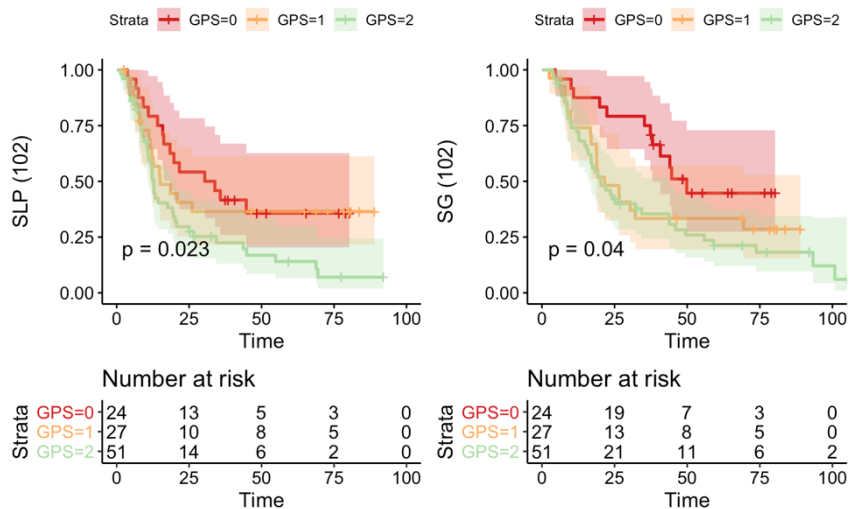 Strata GPS=0 GPS=1 GPS=2
SLP (102)
1.00
0.75
0.50
0.25
0.00
p = 0.023
0 25 50 75 100
Time
Number at risk
Strata
GPS=0 24 13 5 3 0
GPS=1 27 10 8 5 0
GPS=2 51 14 6 2 0
0 25 50 75 100
Time
Strata GPS=0 GPS=1 GPS=2
SG (102)
1.00
0.75
0.50
0.25
0.00
p = 0.04
0 25 50 75 100
Time
Number at risk
Strata
GPS=0 24 19 7 3 0
GPS=1 27 13 8 5 0
GPS=2 51 21 11 6 2
0 25 50 75 100
Time